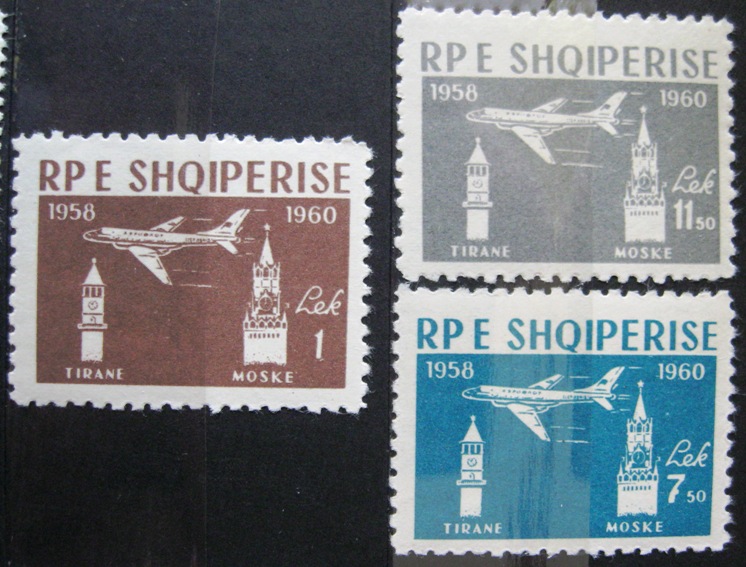 RP E SHQIPERISE
1958 1960
Lek
1
TIRANE MOSKE
RP E SHQIPERISE
1958 1960
Lek
11 50
TIRANE MOSKE
RP E SHQIPERISE
1958 1960
Lek
7 50
TIRANE MOSKE